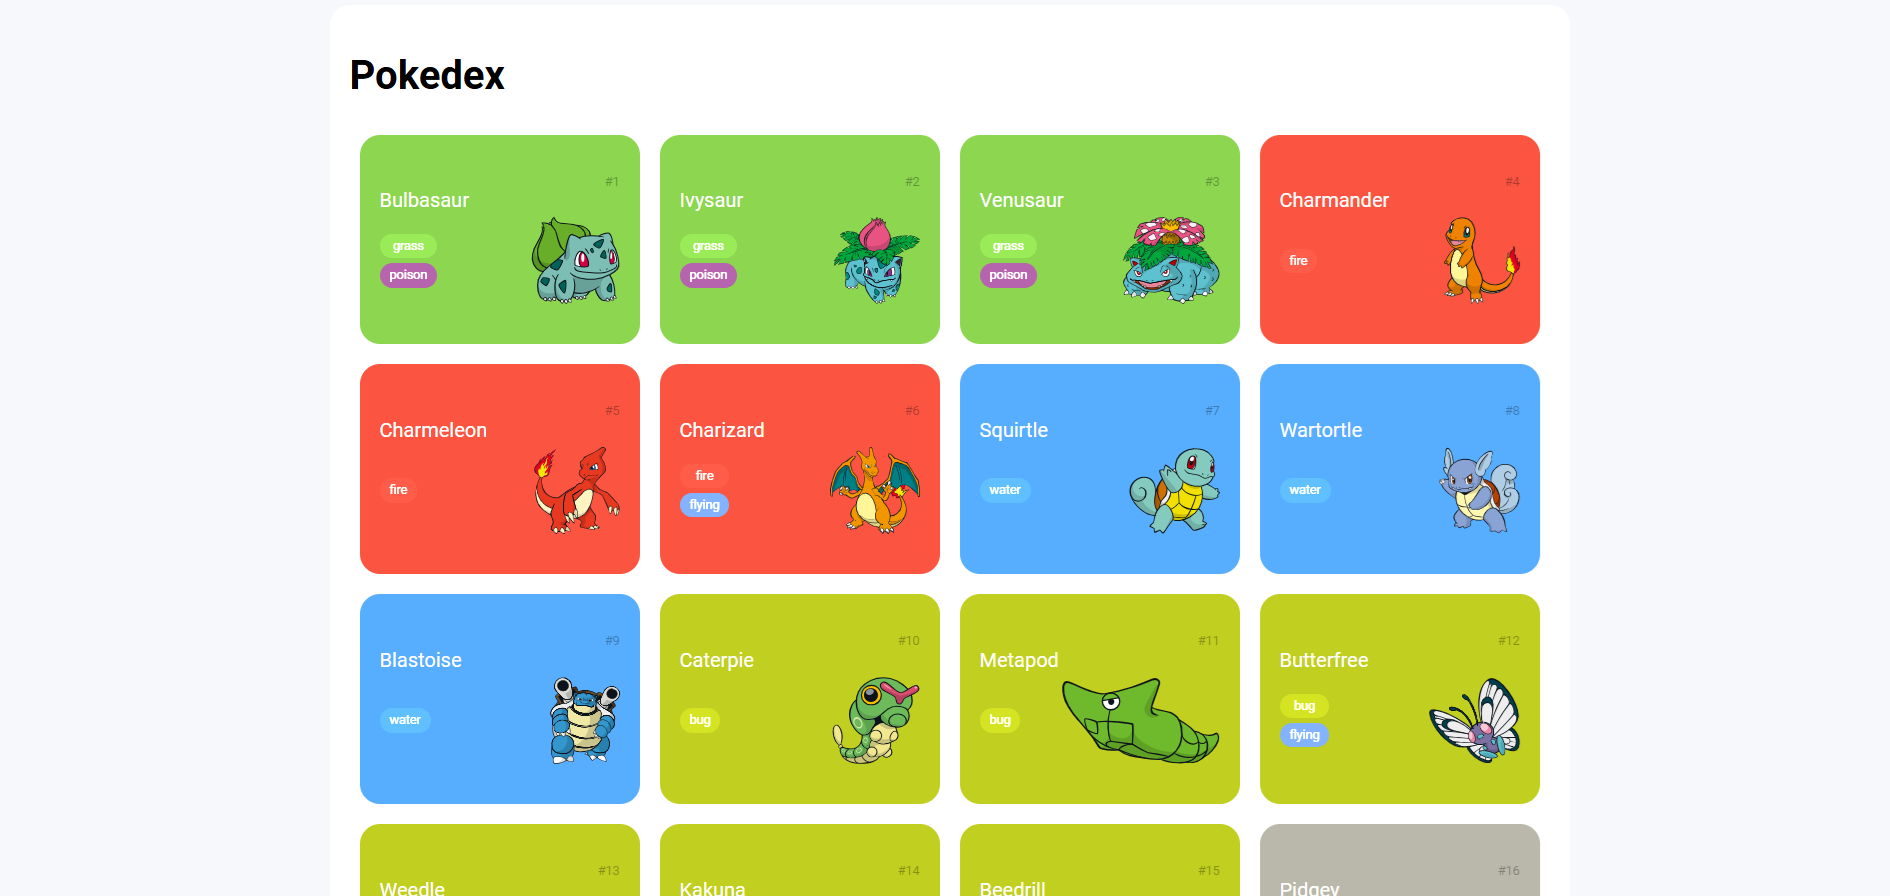 Pokedex
#1
Bulbasaur
grass
poison
#2
Ivysaur
grass
poison
#3
Venusaur
grass
poison
#4
Charmander
fire
#5
Charmeleon
fire
#6
Charizard
fire
flying
#7
Squirtle
water
#8
Wartortle
water
#9
Blastoise
water
#10
Caterpie
bug
#11
Metapod
bug
#12
Butterfree
bug
flying
#13
Weedle
#14
Kakuna
#15
Beedrill
#16
Pidgey